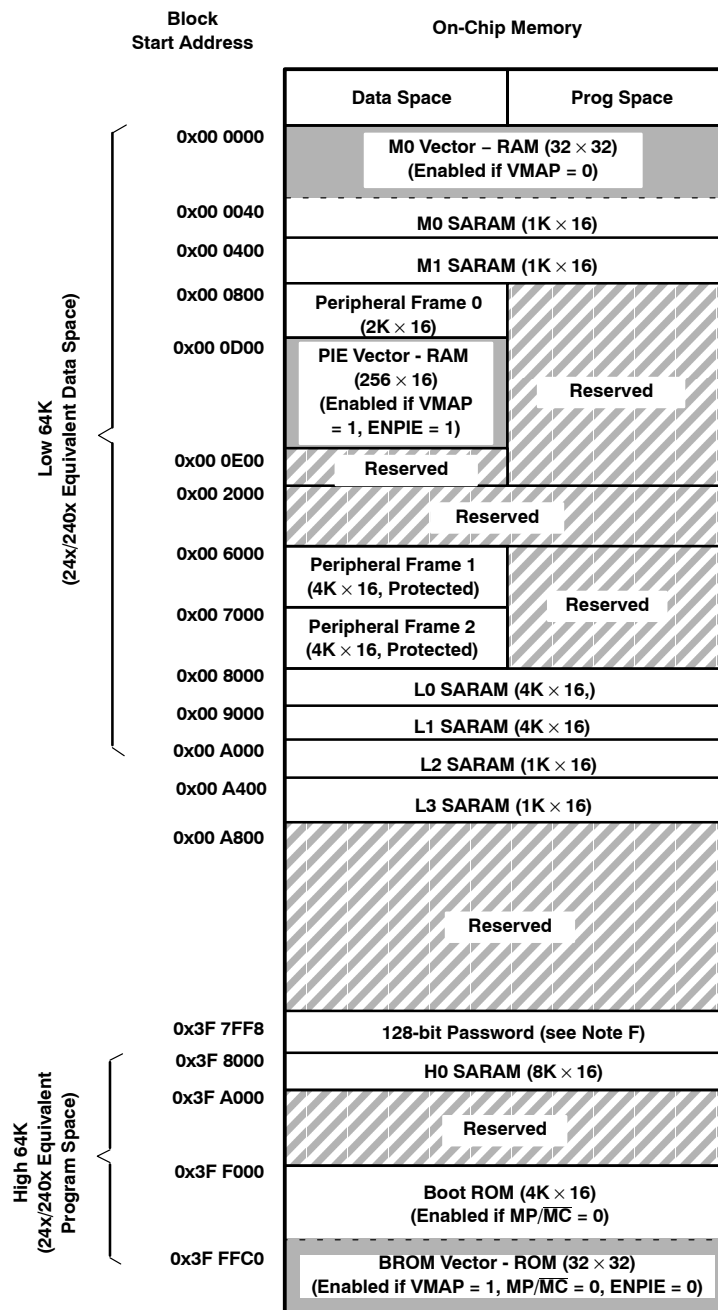 Block
Start Address
On-Chip Memory
Data Space
Prog Space
0x00 0000
M0 Vector – RAM (32 × 32)
(Enabled if VMAP = 0)
0x00 0040
M0 SARAM (1K × 16)
0x00 0400
M1 SARAM (1K × 16)
0x00 0800
Peripheral Frame 0
(2K × 16)
0x00 0D00
PIE Vector - RAM
(256 × 16)
(Enabled if VMAP
= 1, ENPIE = 1)
Reserved
0x00 0E00
Reserved
0x00 2000
Reserved
0x00 6000
Peripheral Frame 1
(4K × 16, Protected)
Reserved
0x00 7000
Peripheral Frame 2
(4K × 16, Protected)
0x00 8000
L0 SARAM (4K × 16,)
0x00 9000
L1 SARAM (4K × 16)
0x00 A000
L2 SARAM (1K × 16)
0x00 A400
L3 SARAM (1K × 16)
0x00 A800
Reserved
Low 64K
(24x/240x Equivalent Data Space)
0x3F 7FF8
128-bit Password (see Note F)
0x3F 8000
H0 SARAM (8K × 16)
0x3F A000
Reserved
0x3F F000
Boot ROM (4K × 16)
(Enabled if MP/M̅C̅ = 0)
0x3F FFC0
BROM Vector - ROM (32 × 32)
(Enabled if VMAP = 1, MP/M̅C̅ = 0, ENPIE = 0)
High 64K
(24x/240x Equivalent
Program Space)